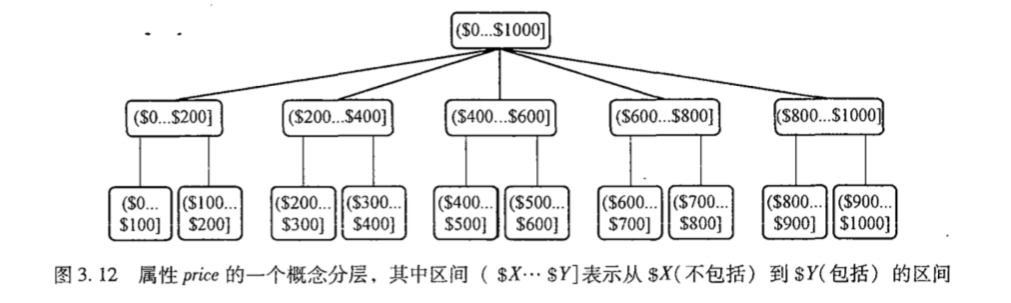 ($0...$1000]
($0...$200] ($200...$400] ($400...$600] ($600...$800] ($800...$1000]
($0... ($100... ($200... ($300... ($400... ($500... ($600... ($700... ($800... ($900...
$100] $200] $300] $400] $500] $600] $700] $800] $900] $1000]
图 3.12 属性 price 的一个概念分层，其中区间（ $X… $Y]表示从 $X(不包括）到 $Y(包括）的区间